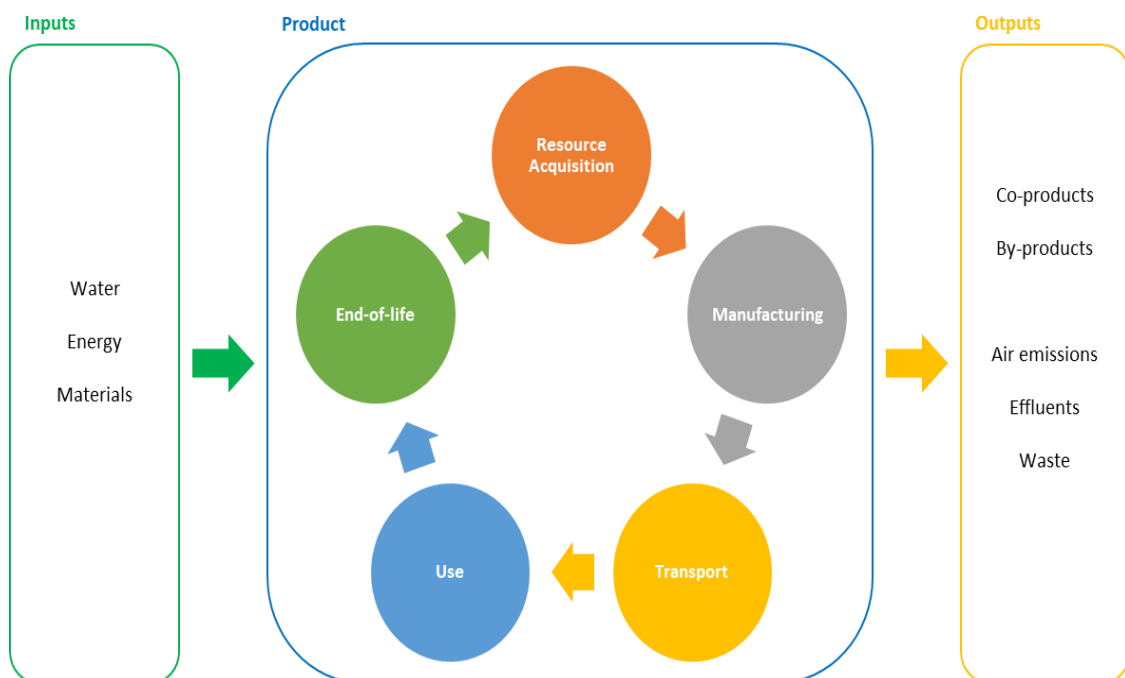 Inputs
Water
Energy
Materials
Product
Resource
Acquisition
Manufacturing
Transport
Use
End-of-life
Outputs
Co-products
By-products
Air emissions
Effluents
Waste